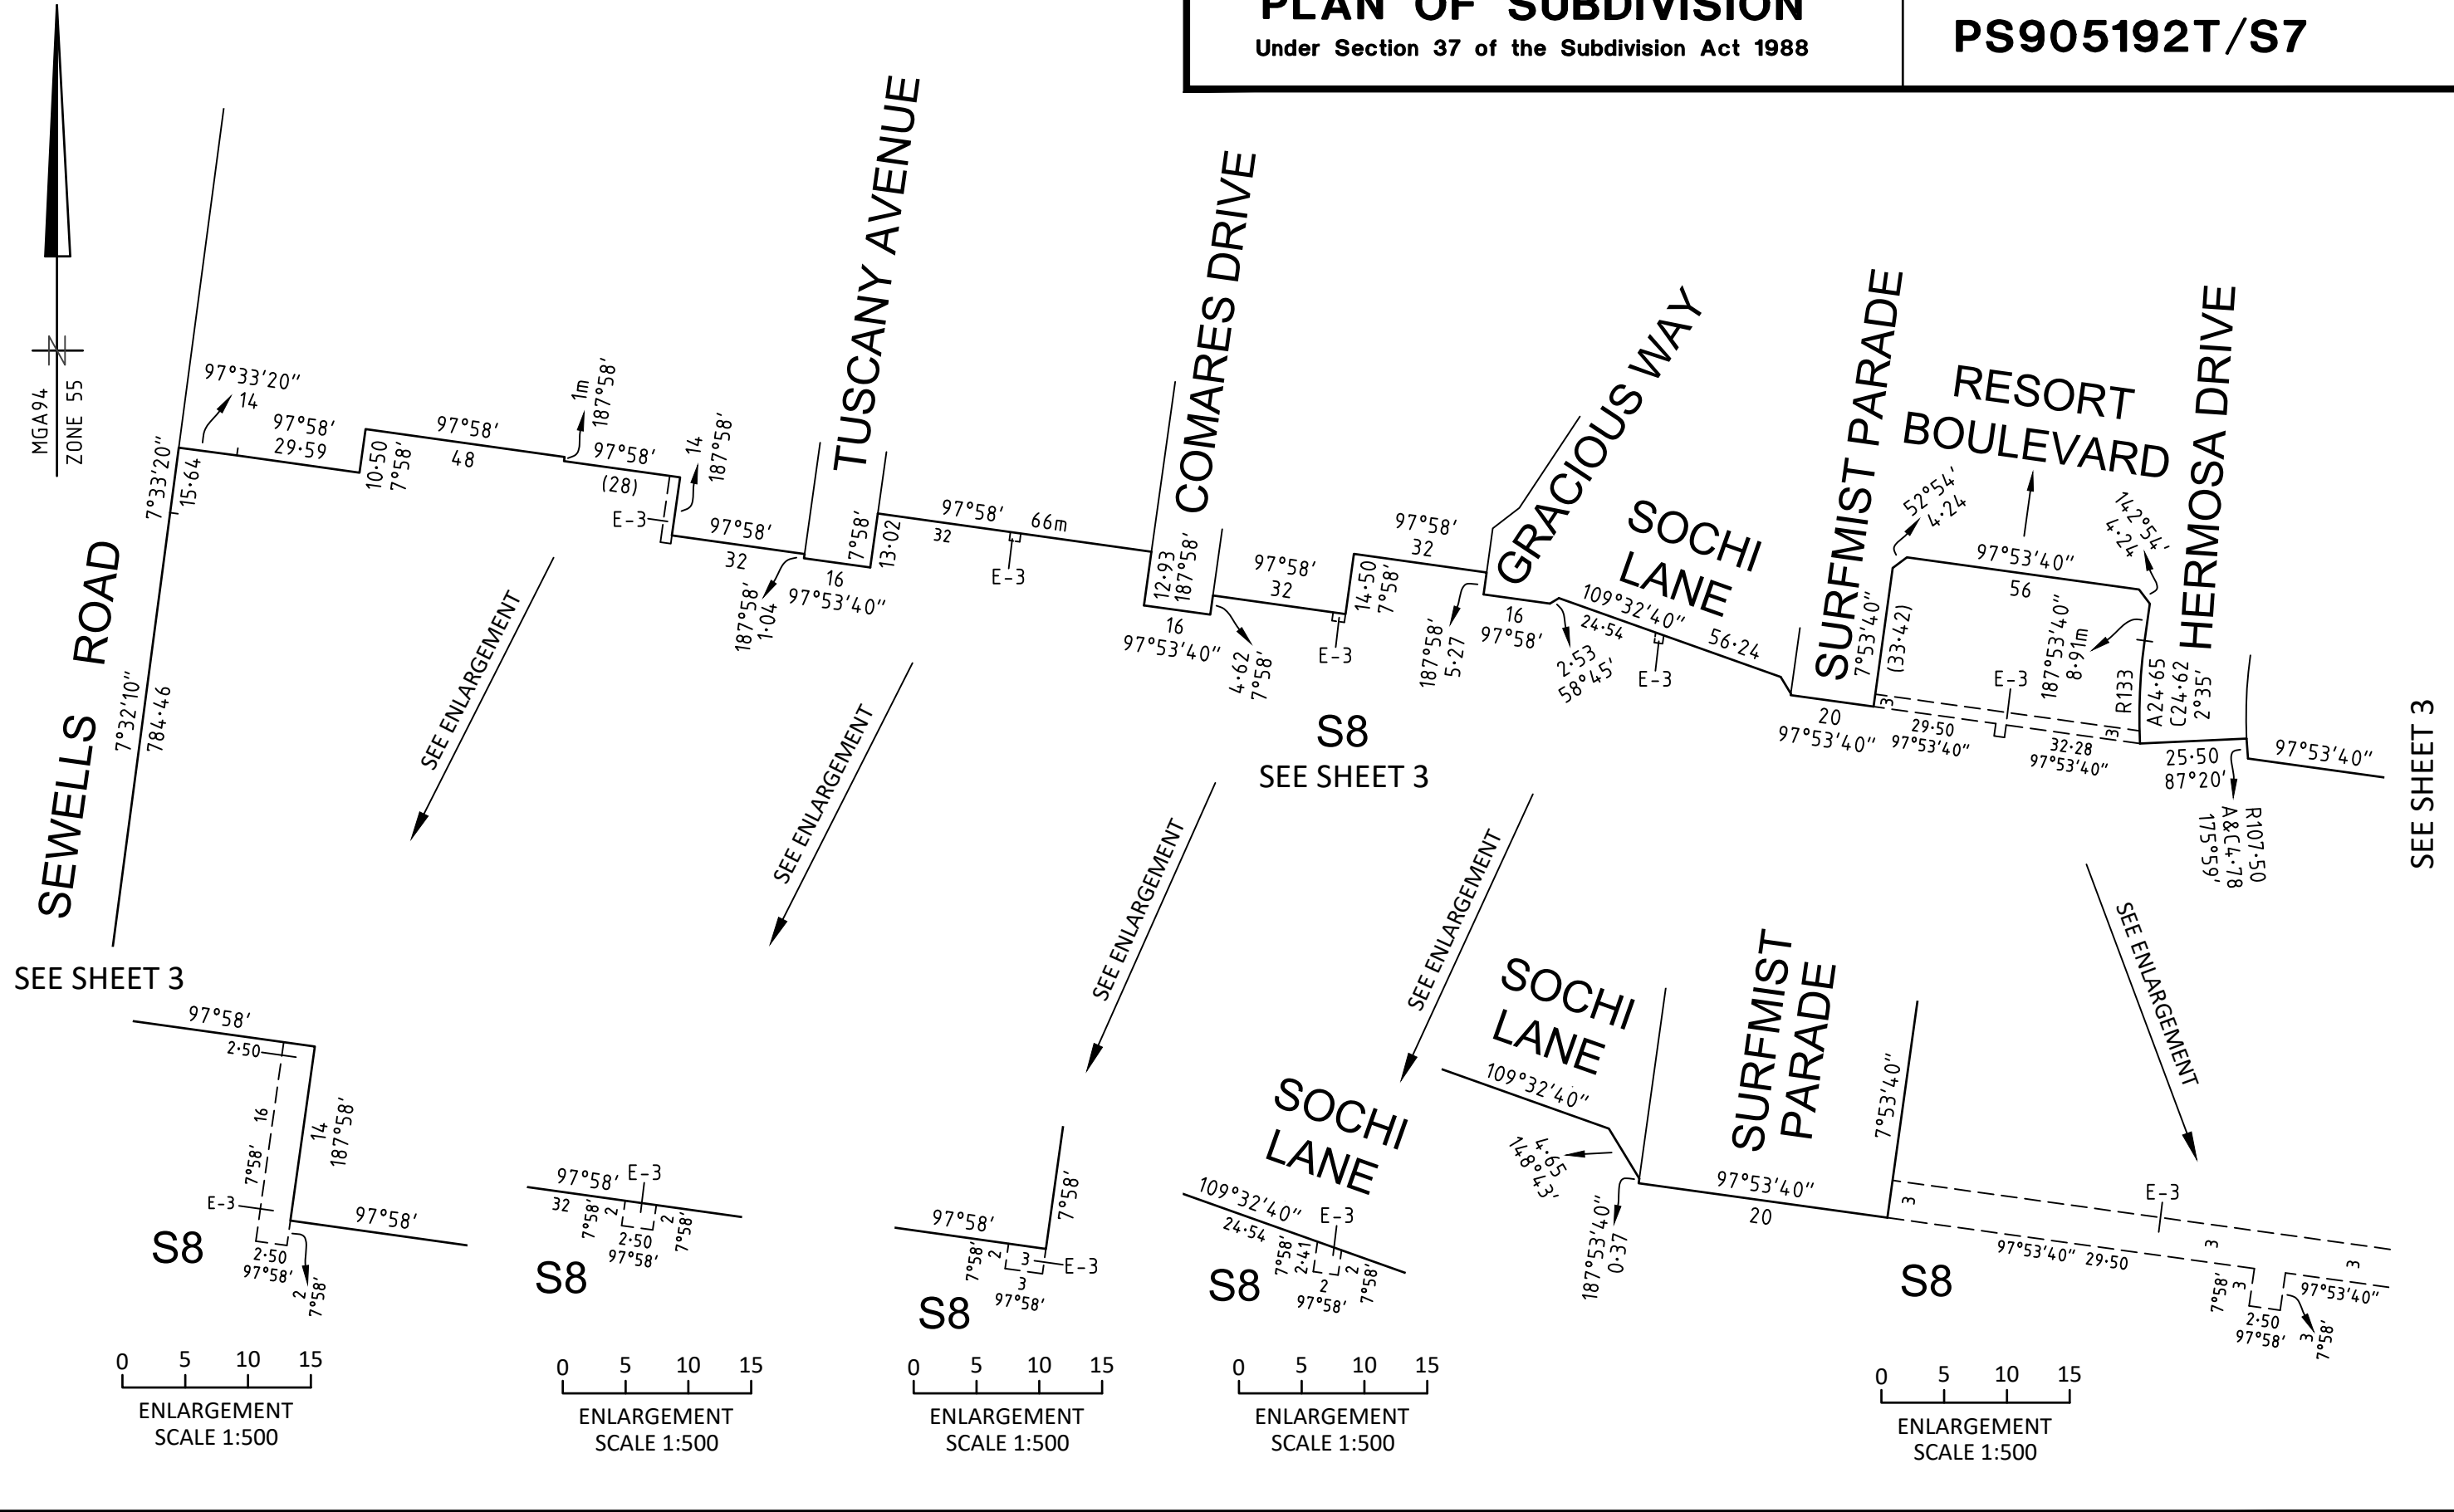 PLAN OF SUBDIVISION
Under Section 37 of the Subdivision Act 1988
PS905192T/S7
MGA94
ZONE 55
N
SEWELLS ROAD
TUSCANY AVENUE
COMARES DRIVE
GRACIOUS WAY
SOCHI
LANE
SURFMIST PARADE
RESORT
BOULEVARD
HERMOSA DRIVE
97°33'20"
14
7°33'20"
15·64
7°32'10"
784·46
97°58'
29·59
10·50
7°58'
97°58'
48
1m
187°58'
97°58'
(28)
14
187°58'
E-3
97°58'
32
187°58'
1·04
16
97°53'40"
7°58'
13·02
97°58'
66m
32
E-3
12·93
187°58'
16
97°53'40"
4·62
7°58'
97°58'
32
E-3
14·50
7°58'
97°58'
32
187°58'
5·27
16
97°58'
2·53
58°45'
109°32'40"
24·54
56·24
E-3
20
97°53'40"
7°53'40"
(33·42)
52°54'
4·24
97°53'40"
56
142°54'
4·24
187°53'40"
8·91m
R133
A24·65
C24·62
2°35'
E-3
3
29·50
97°53'40"
3
32·28
97°53'40"
25·50
87°20'
97°53'40"
R107·50
A&C4·78
175°59'
S8
SEE SHEET 3
SEE SHEET 3
SEE SHEET 3
SEE ENLARGEMENT
SEE ENLARGEMENT
SEE ENLARGEMENT
SEE ENLARGEMENT
SEE ENLARGEMENT
97°58'
2·50
16
7°58'
14
187°58'
E-3
97°58'
2·50
97°58'
2
7°58'
S8
0 5 10 15
ENLARGEMENT
SCALE 1:500
97°58'
E-3
32
7°58'
2
2·50
97°58'
2
7°58'
S8
0 5 10 15
ENLARGEMENT
SCALE 1:500
97°58'
7°58'
7°58'
2
3
E-3
3
97°58'
S8
0 5 10 15
ENLARGEMENT
SCALE 1:500
SOCHI
LANE
109°32'40"
24·54
E-3
7°58'
2·41
2
97°58'
2
7°58'
S8
0 5 10 15
ENLARGEMENT
SCALE 1:500
SOCHI
LANE
109°32'40"
SURFMIST
PARADE
4·65
148°43'
187°53'40"
0·37
97°53'40"
20
7°53'40"
3
E-3
97°53'40" 29·50
3
3
7°58'
3
2·50
97°58'
97°53'40"
3
7°58'
S8
0 5 10 15
ENLARGEMENT
SCALE 1:500